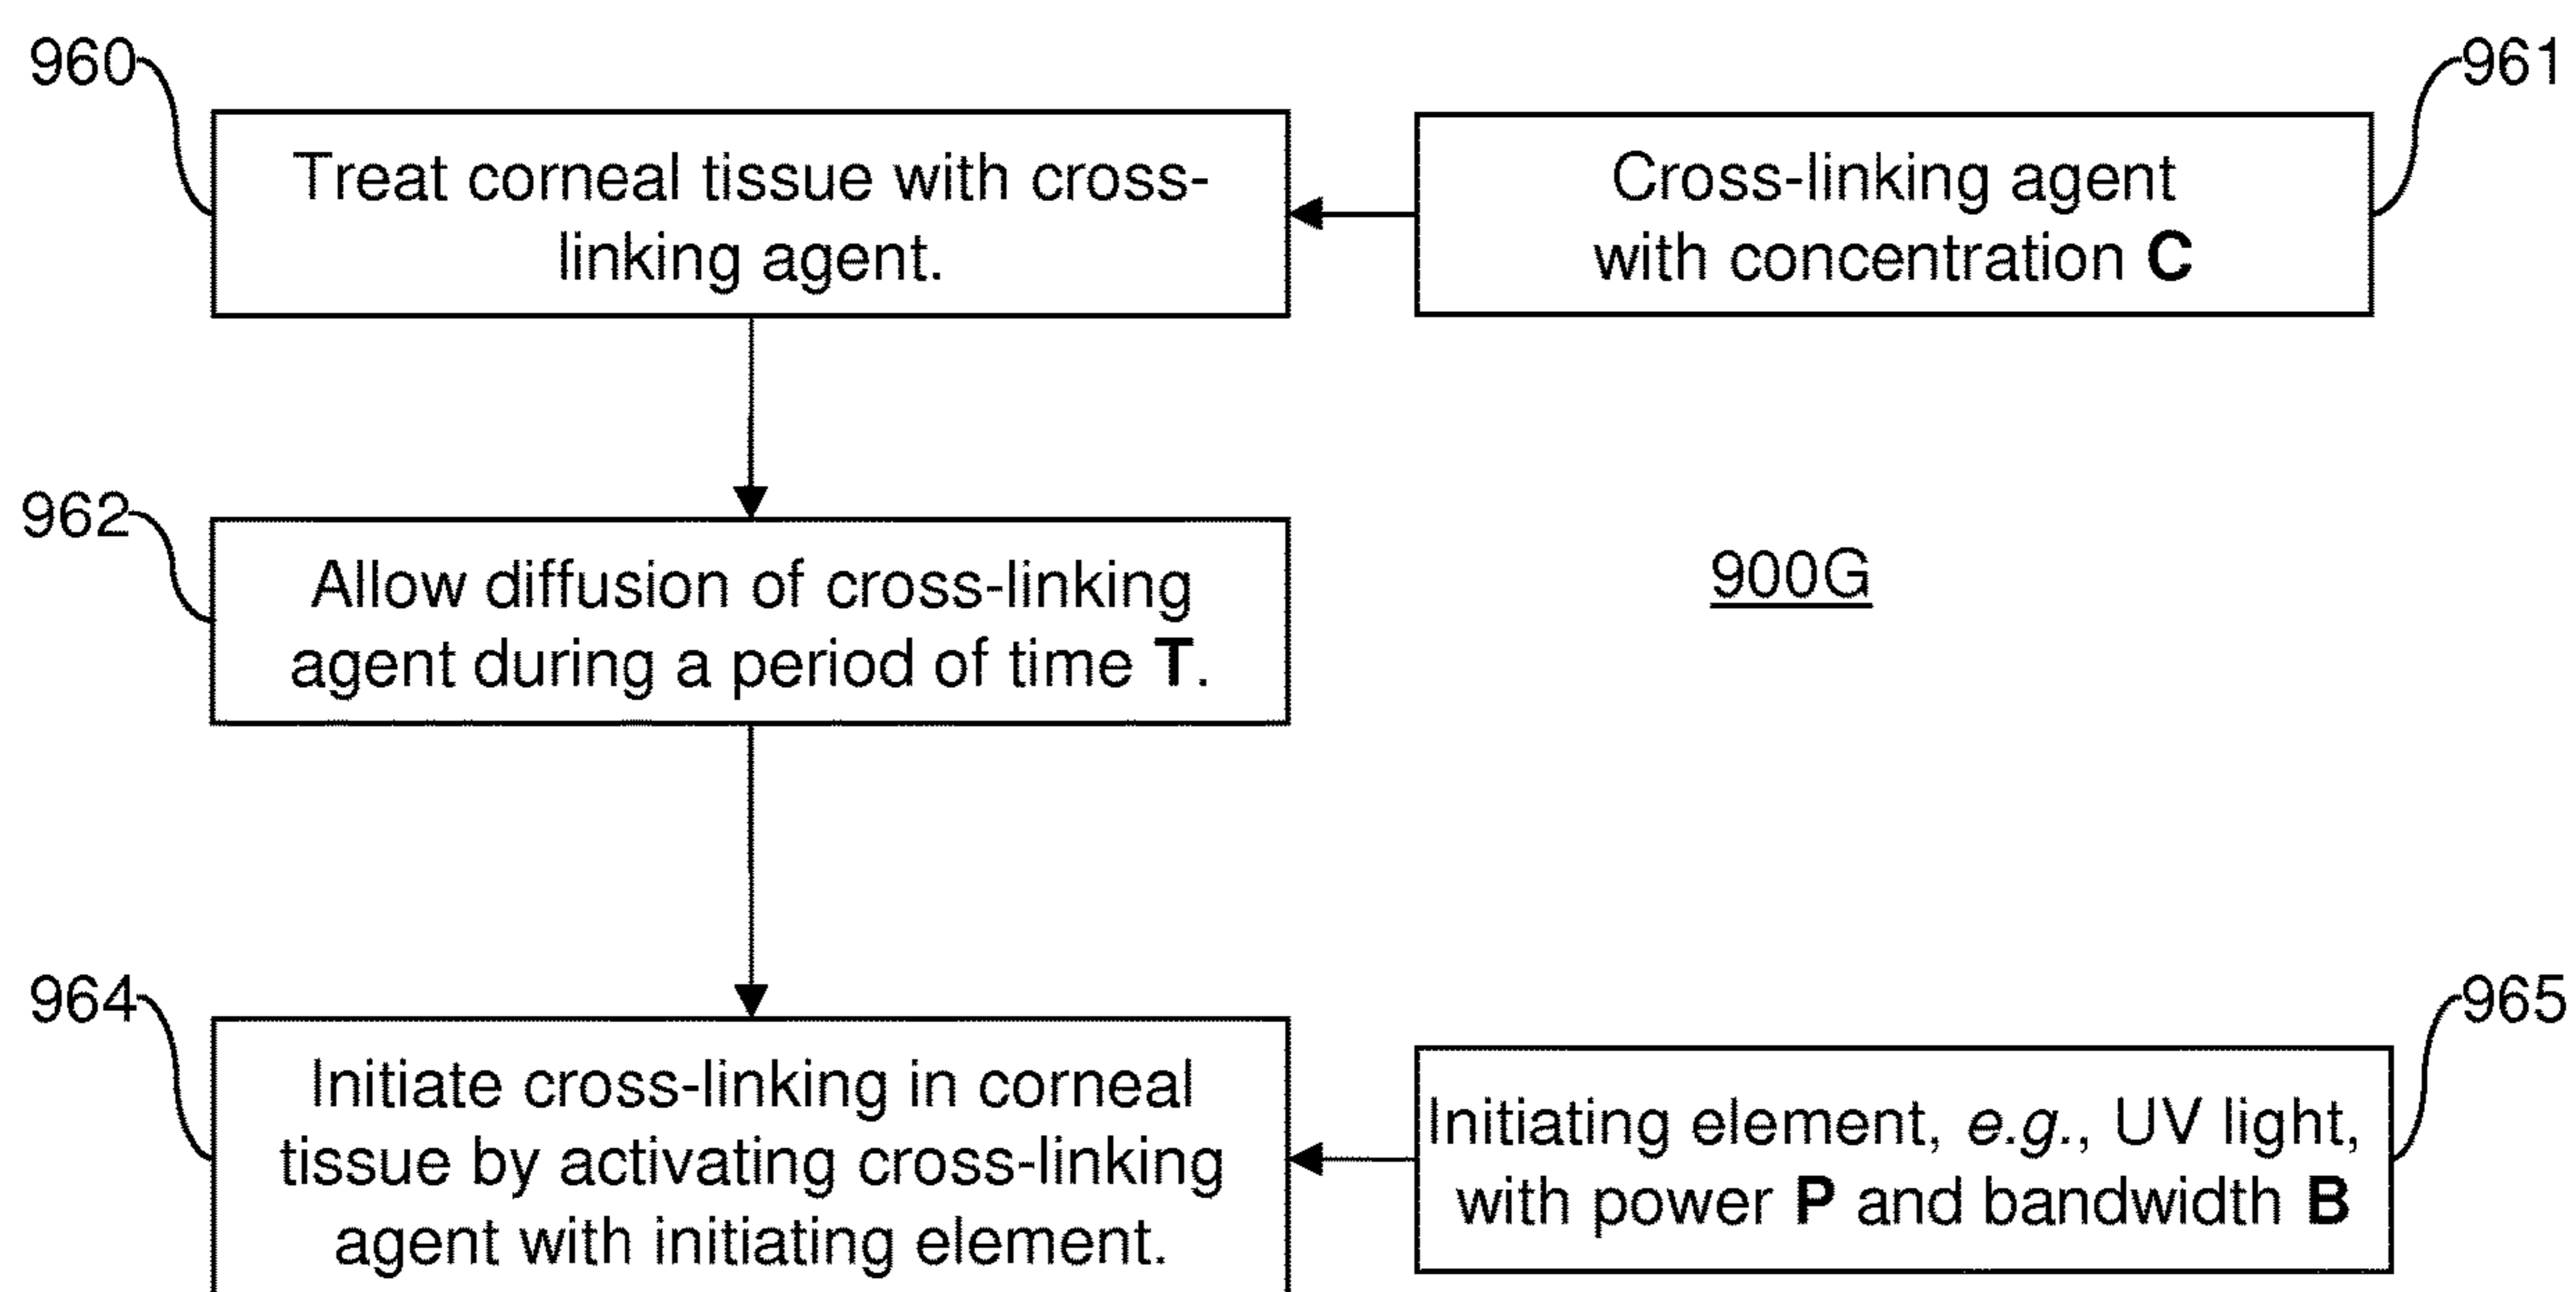 960
Treat corneal tissue with cross-
linking agent.
961
Cross-linking agent
with concentration C
962
Allow diffusion of cross-linking
agent during a period of time T.
900G
964
Initiate cross-linking in corneal
tissue by activating cross-linking
agent with initiating element.
965
Initiating element, e.g., UV light,
with power P and bandwidth B